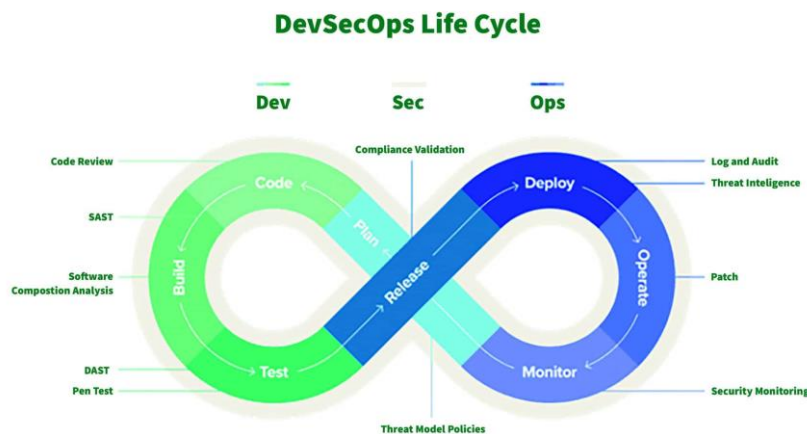 DevSecOps Life Cycle
Dev
Sec
Ops
Compliance Validation
Code Review
Log and Audit
Code
Deploy
Threat Inteligence
SAST
Plan
Build
Release
Operate
Software
Compostion Analysis
Patch
DAST
Test
Monitor
Pen Test
Security Monitoring
Threat Model Policies